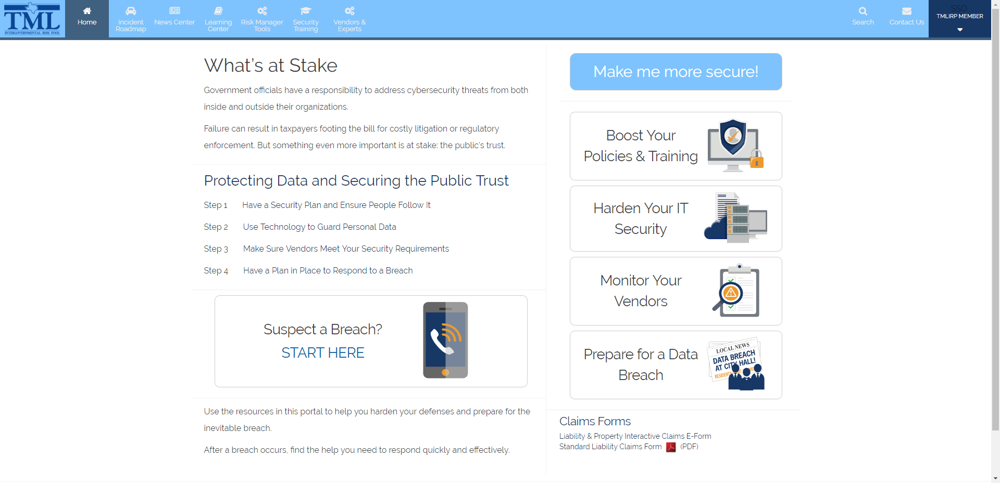 TML
INTERGOVERNMENTAL RISK POOL
Home
Incident
Roadmap
News Center
Learning
Center
Risk Manager
Tools
Security
Training
Vendors &
Experts
Search
Contact Us
SSO
TMLIRP MEMBER
What's at Stake
Government officials have a responsibility to address cybersecurity threats from both
inside and outside their organizations.
Failure can result in taxpayers footing the bill for costly litigation or regulatory
enforcement. But something even more important is at stake: the public's trust.
Protecting Data and Securing the Public Trust
Step 1 Have a Security Plan and Ensure People Follow It
Step 2 Use Technology to Guard Personal Data
Step 3 Make Sure Vendors Meet Your Security Requirements
Step 4 Have a Plan in Place to Respond to a Breach
Suspect a Breach?
START HERE
Use the resources in this portal to help you harden your defenses and prepare for the
inevitable breach.
After a breach occurs, find the help you need to respond quickly and effectively.
Make me more secure!
Boost Your
Policies & Training
Harden Your IT
Security
Monitor Your
Vendors
Prepare for a Data
Breach
LOCAL NEWS
DATA BREACH
AT CITY HALL!
RESIDENTS
Claims Forms
Liability & Property Interactive Claims E-Form
Standard Liability Claims Form (PDF)